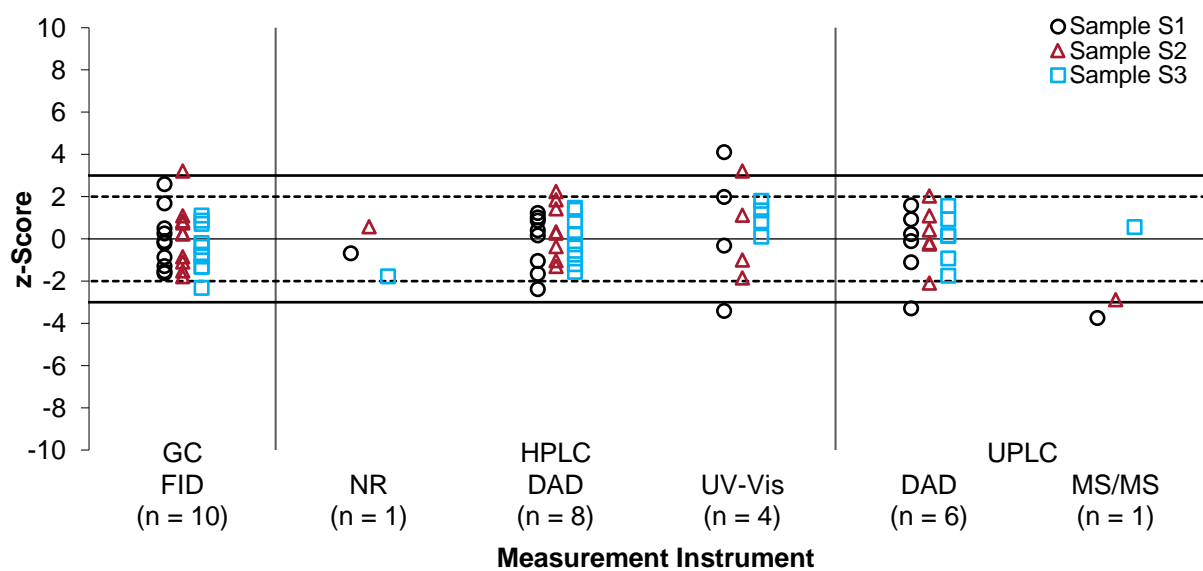 Sample S1
Sample S2
Sample S3
10
8
6
4
2
0
-2
-4
-6
-8
-10
z-Score
GC HPLC UPLC
FID NR DAD UV-Vis DAD MS/MS
(n = 10) (n = 1) (n = 8) (n = 4) (n = 6) (n = 1)
Measurement Instrument